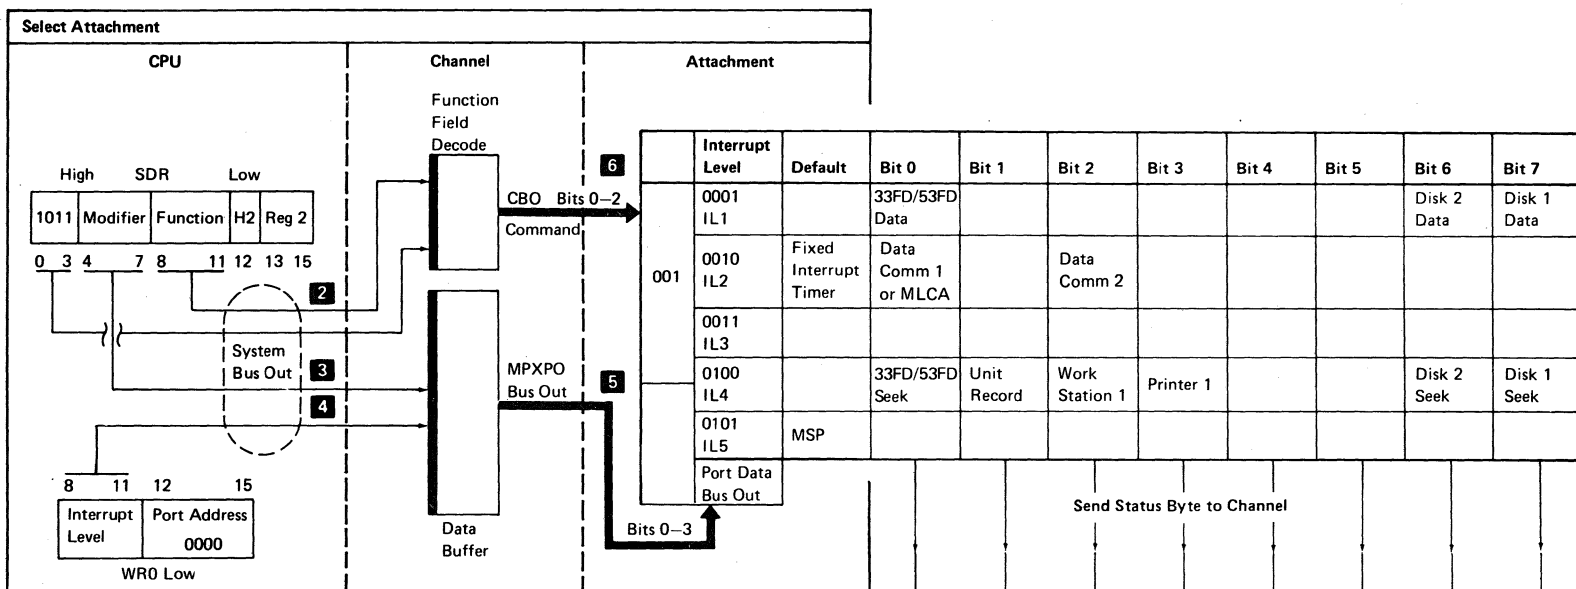 Select Attachment
CPU
Channel
Attachment
Function
Field
Decode
High SDR Low
1011 Modifier Function H2 Reg 2
0 3 4 7 8 11 12 13 15
2
System
Bus Out
3
4
8 11 12 15
Interrupt
Level
Port Address
0000
WR0 Low
CBO Bits 0–2
Command
6
MPXPO
Bus Out
5
Data
Buffer
Bits 0–3
Interrupt
Level
Default
Bit 0
Bit 1
Bit 2
Bit 3
Bit 4
Bit 5
Bit 6
Bit 7
001
0001
IL1
33FD/53FD
Data
Disk 2
Data
Disk 1
Data
0010
IL2
Fixed
Interrupt
Timer
Data
Comm 1
or MLCA
Data
Comm 2
0011
IL3
0100
IL4
33FD/53FD
Seek
Unit
Record
Work
Station 1
Printer 1
Disk 2
Seek
Disk 1
Seek
0101
IL5
MSP
Port Data
Bus Out
Send Status Byte to Channel